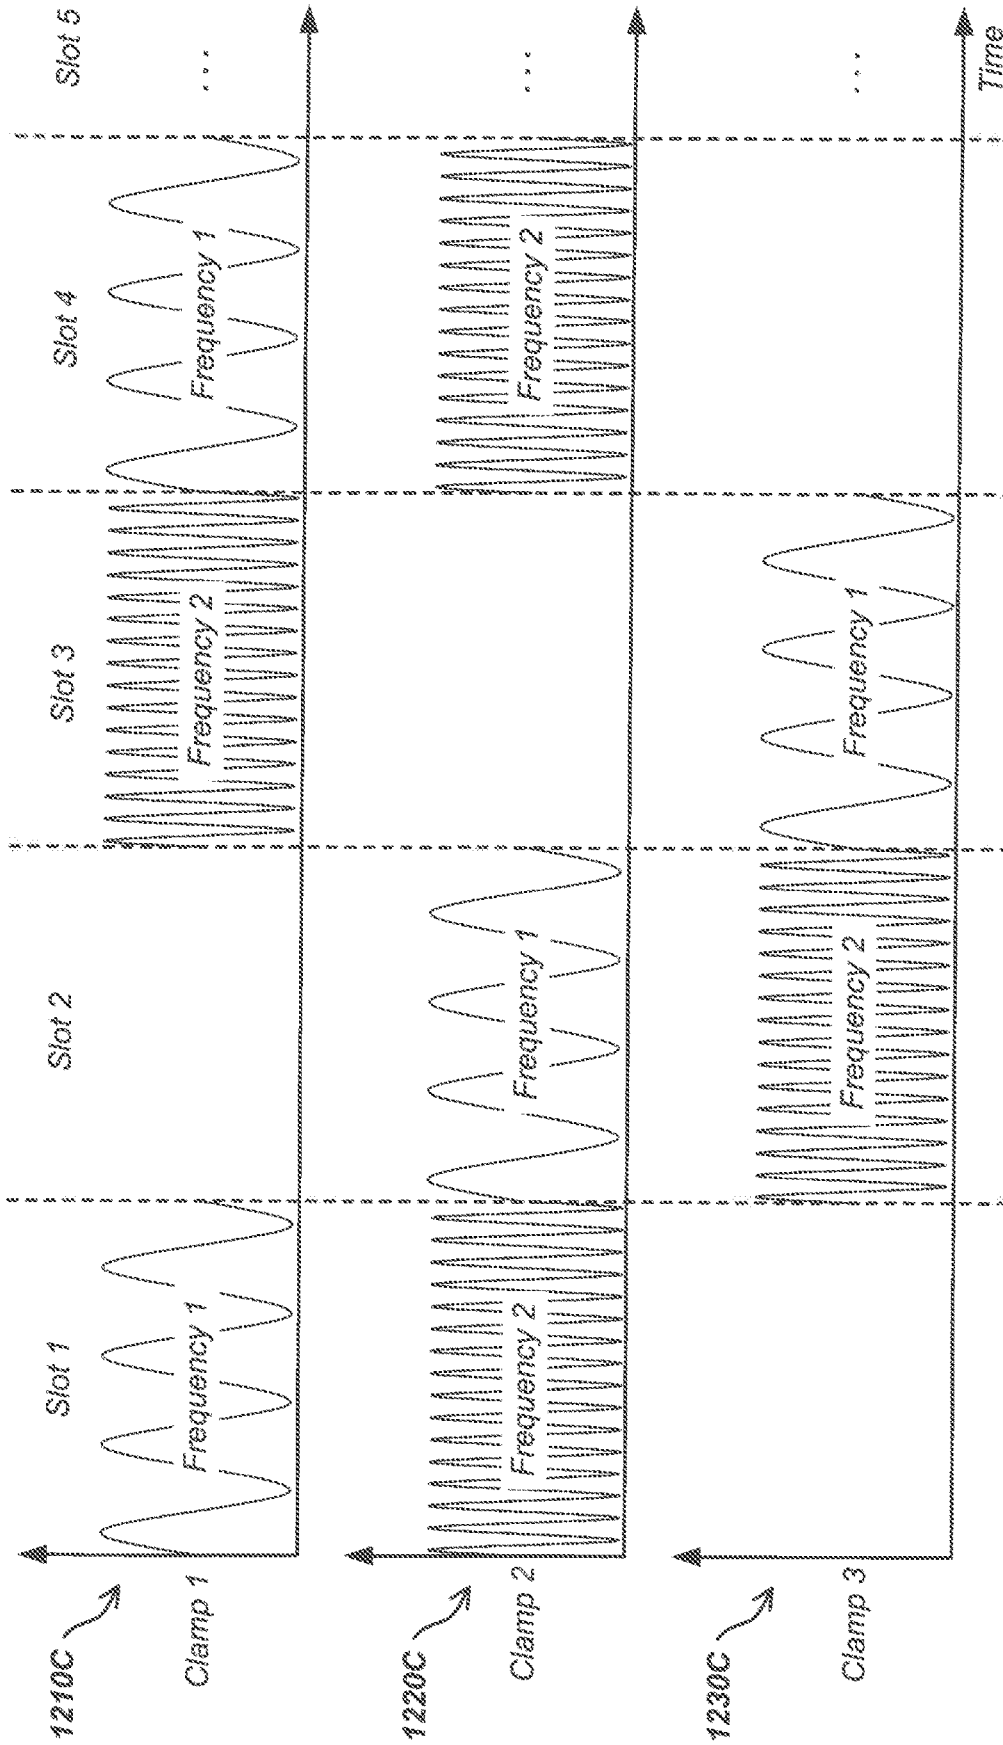 Slot 1
Slot 2
Slot 3
Slot 4
Slot 5
1210C
Clamp 1
Frequency 1
Frequency 2
Frequency 1
. . .
1220C
Clamp 2
Frequency 2
Frequency 1
Frequency 2
. . .
1230C
Clamp 3
Frequency 2
Frequency 1
. . .
Time